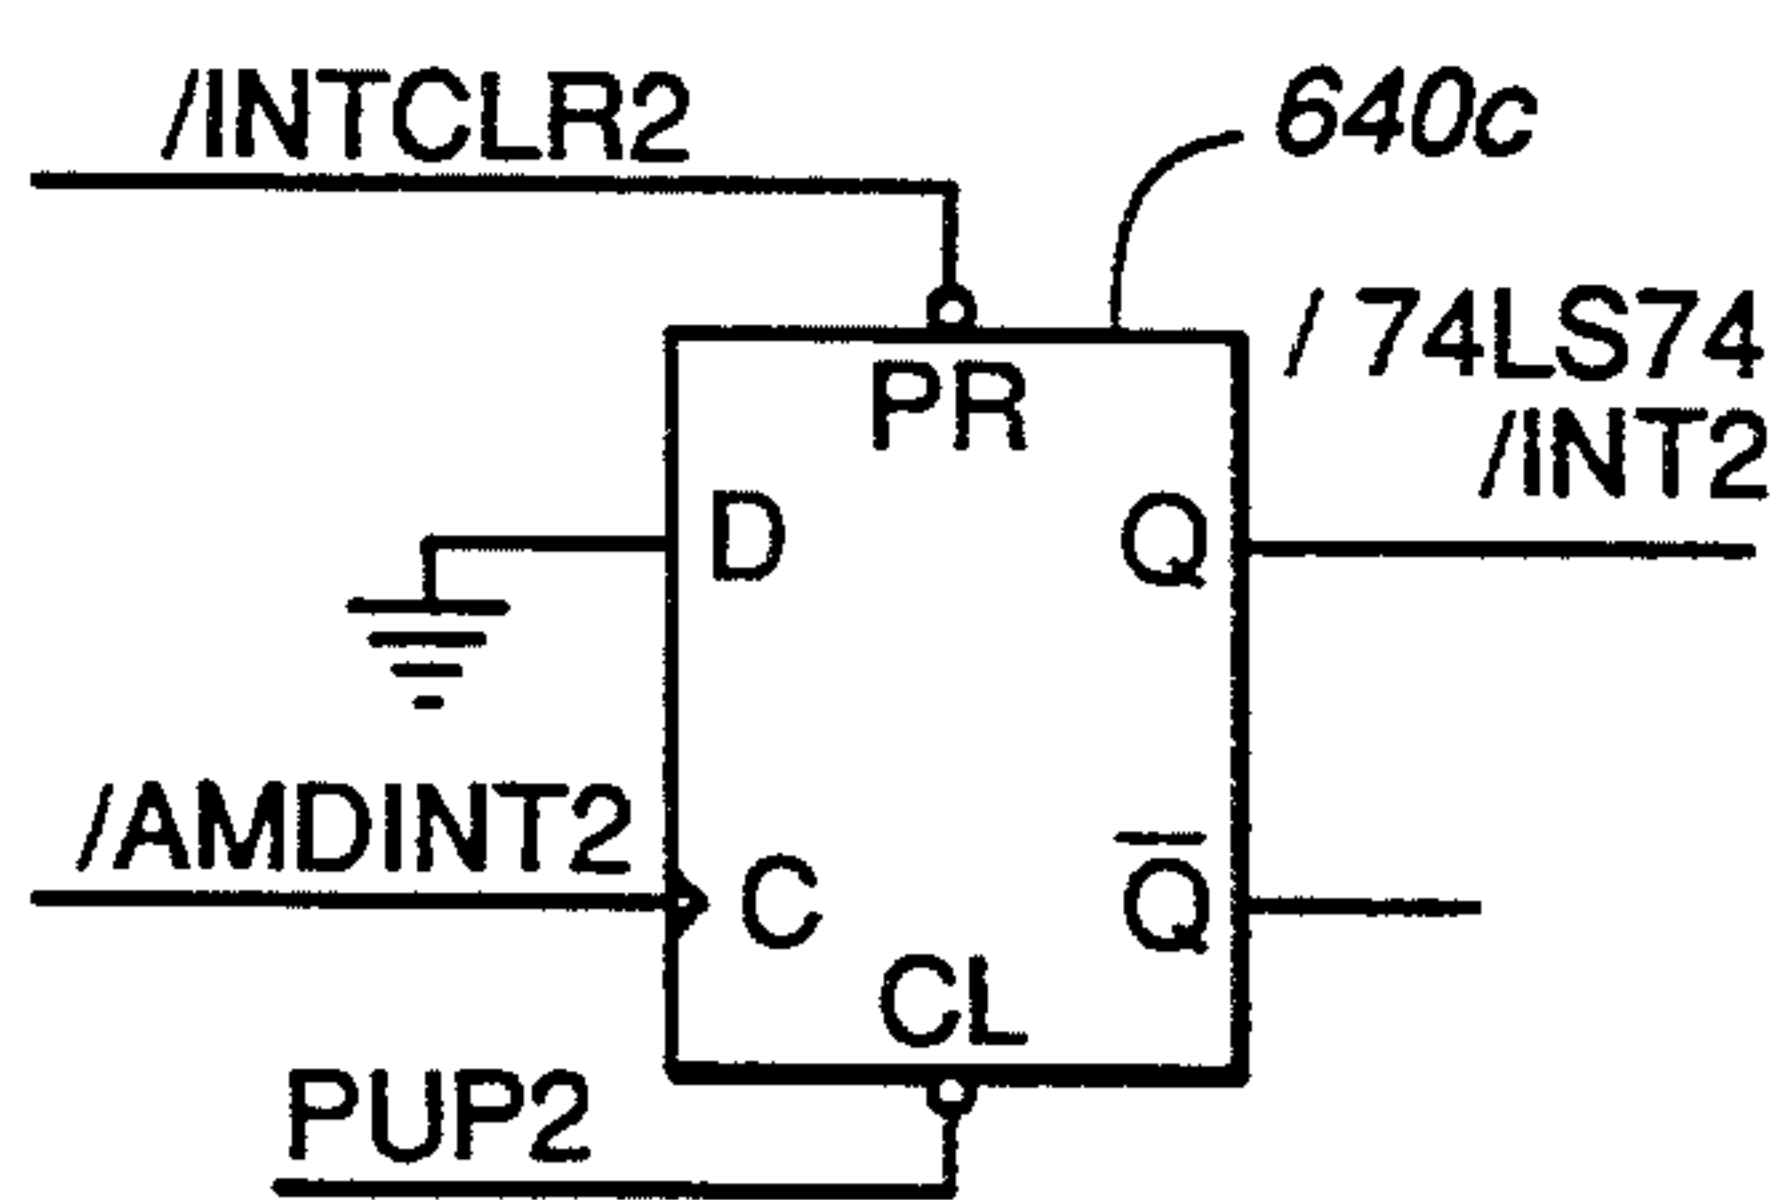 /INTCLR2
640c
/ 74LS74
/INT2
PR
D
Q
/AMDINT2
C
Q̅
CL
PUP2